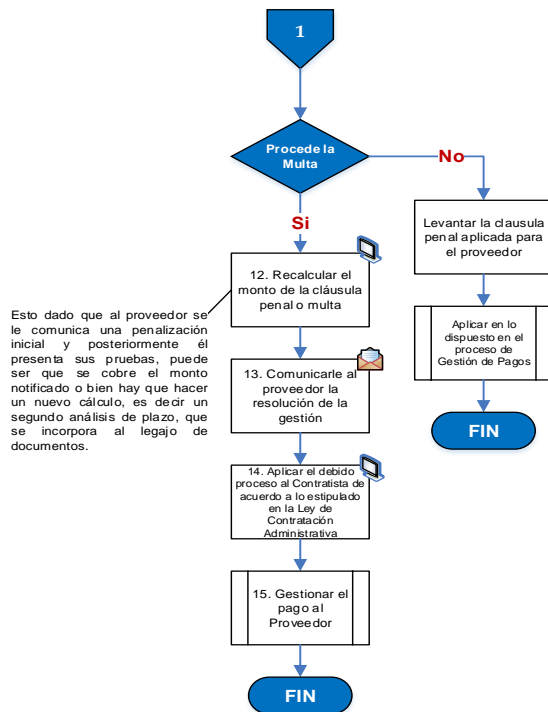 1
Procede la
Multa
No
Si
Levantar la clausula
penal aplicada para
el proveedor
12. Recalcular el
monto de la cláusula
penal o multa
Esto dado que al proveedor se
le comunica una penalización
inicial y posteriormente él
presenta sus pruebas, puede
ser que se cobre el monto
notificado o bien hay que hacer
un nuevo cálculo, es decir un
segundo análisis de plazo, que
se incorpora al legajo de
documentos.
Aplicar en lo
dispuesto en el
proceso de
Gestión de Pagos
13. Comunicarle al
proveedor la
resolución de la
gestión
FIN
14. Aplicar el debido
proceso al Contratista de
acuerdo a lo estipulado
en la Ley de
Contratación
Administrativa
15. Gestionar el
pago al
Proveedor
FIN